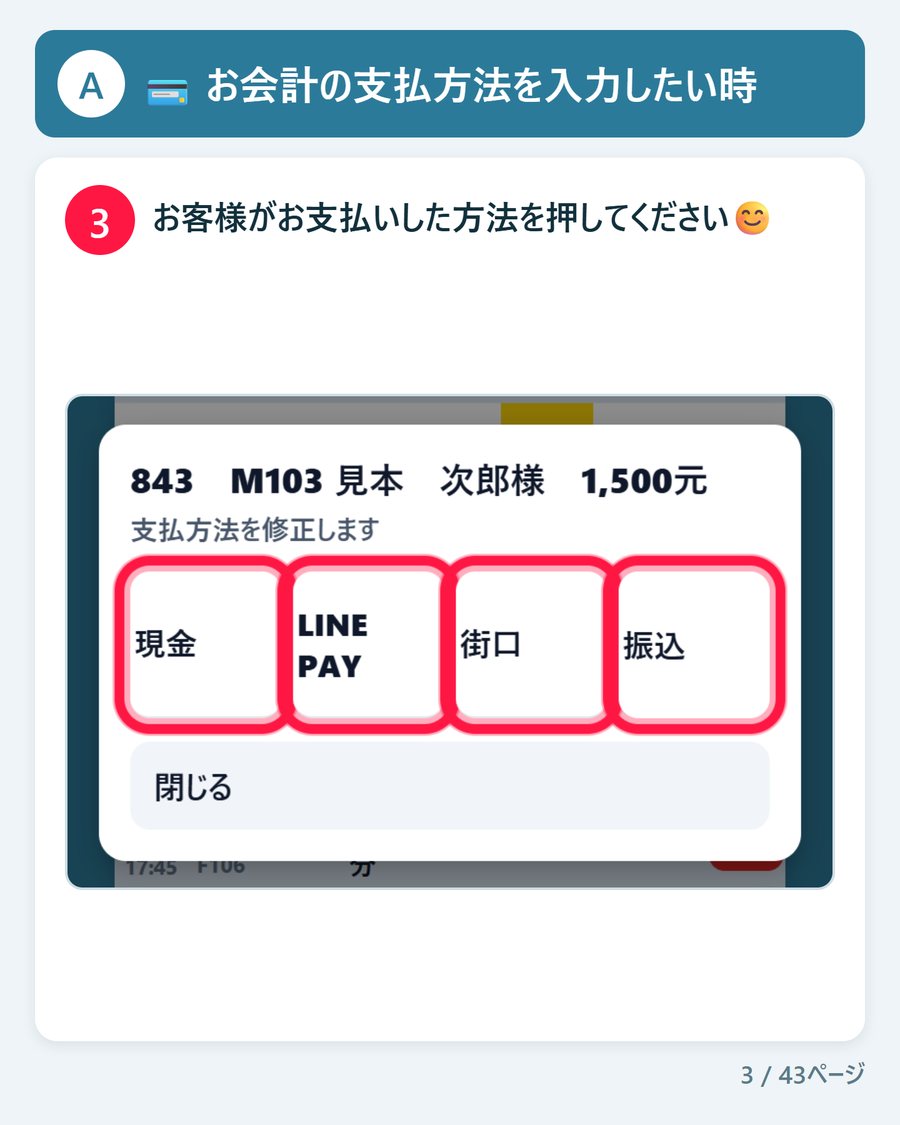 A 💳 お会計の支払方法を入力したい時
3 お客様がお支払いした方法を押してください😊
843 M103 見本 次郎様 1,500元
支払方法を修正します
現金
LINE
PAY
街口
振込
閉じる
17:45 F106 分
3 / 43ページ